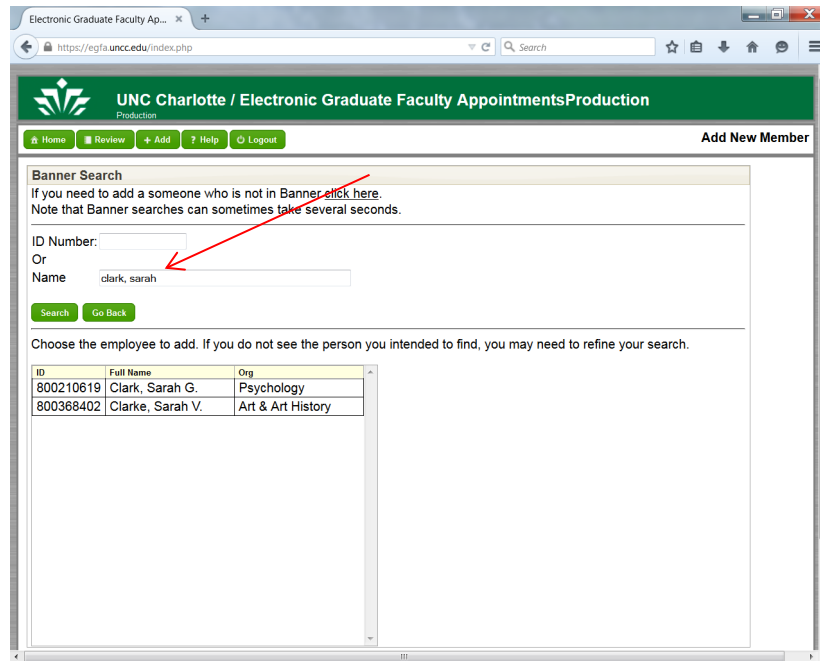 Electronic Graduate Faculty Ap...
https://egfa.uncc.edu/index.php
Search
UNC Charlotte / Electronic Graduate Faculty AppointmentsProduction
Production
Home Review + Add ? Help Logout
Add New Member
Banner Search
If you need to add a someone who is not in Banner click here.
Note that Banner searches can sometimes take several seconds.
ID Number:
Or
Name clark, sarah
Search Go Back
Choose the employee to add. If you do not see the person you intended to find, you may need to refine your search.
ID Full Name Org
800210619 Clark, Sarah G. Psychology
800368402 Clarke, Sarah V. Art & Art History